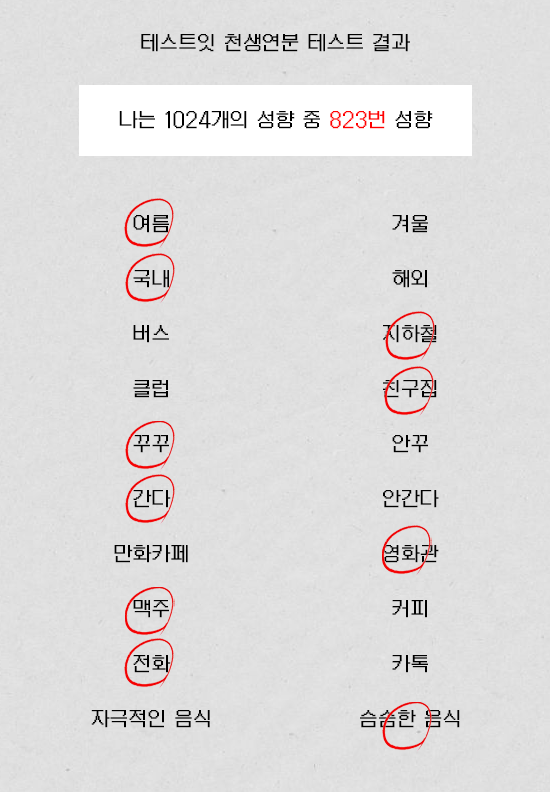 테스트잇 천생연분 테스트 결과
나는 1024개의 성향 중 823번 성향
여름 겨울
국내 해외
버스 지하철
클럽 친구집
꾸꾸 안꾸
간다 안간다
만화카페 영화관
맥주 커피
전화 카톡
자극적인 음식 슴슴한 음식